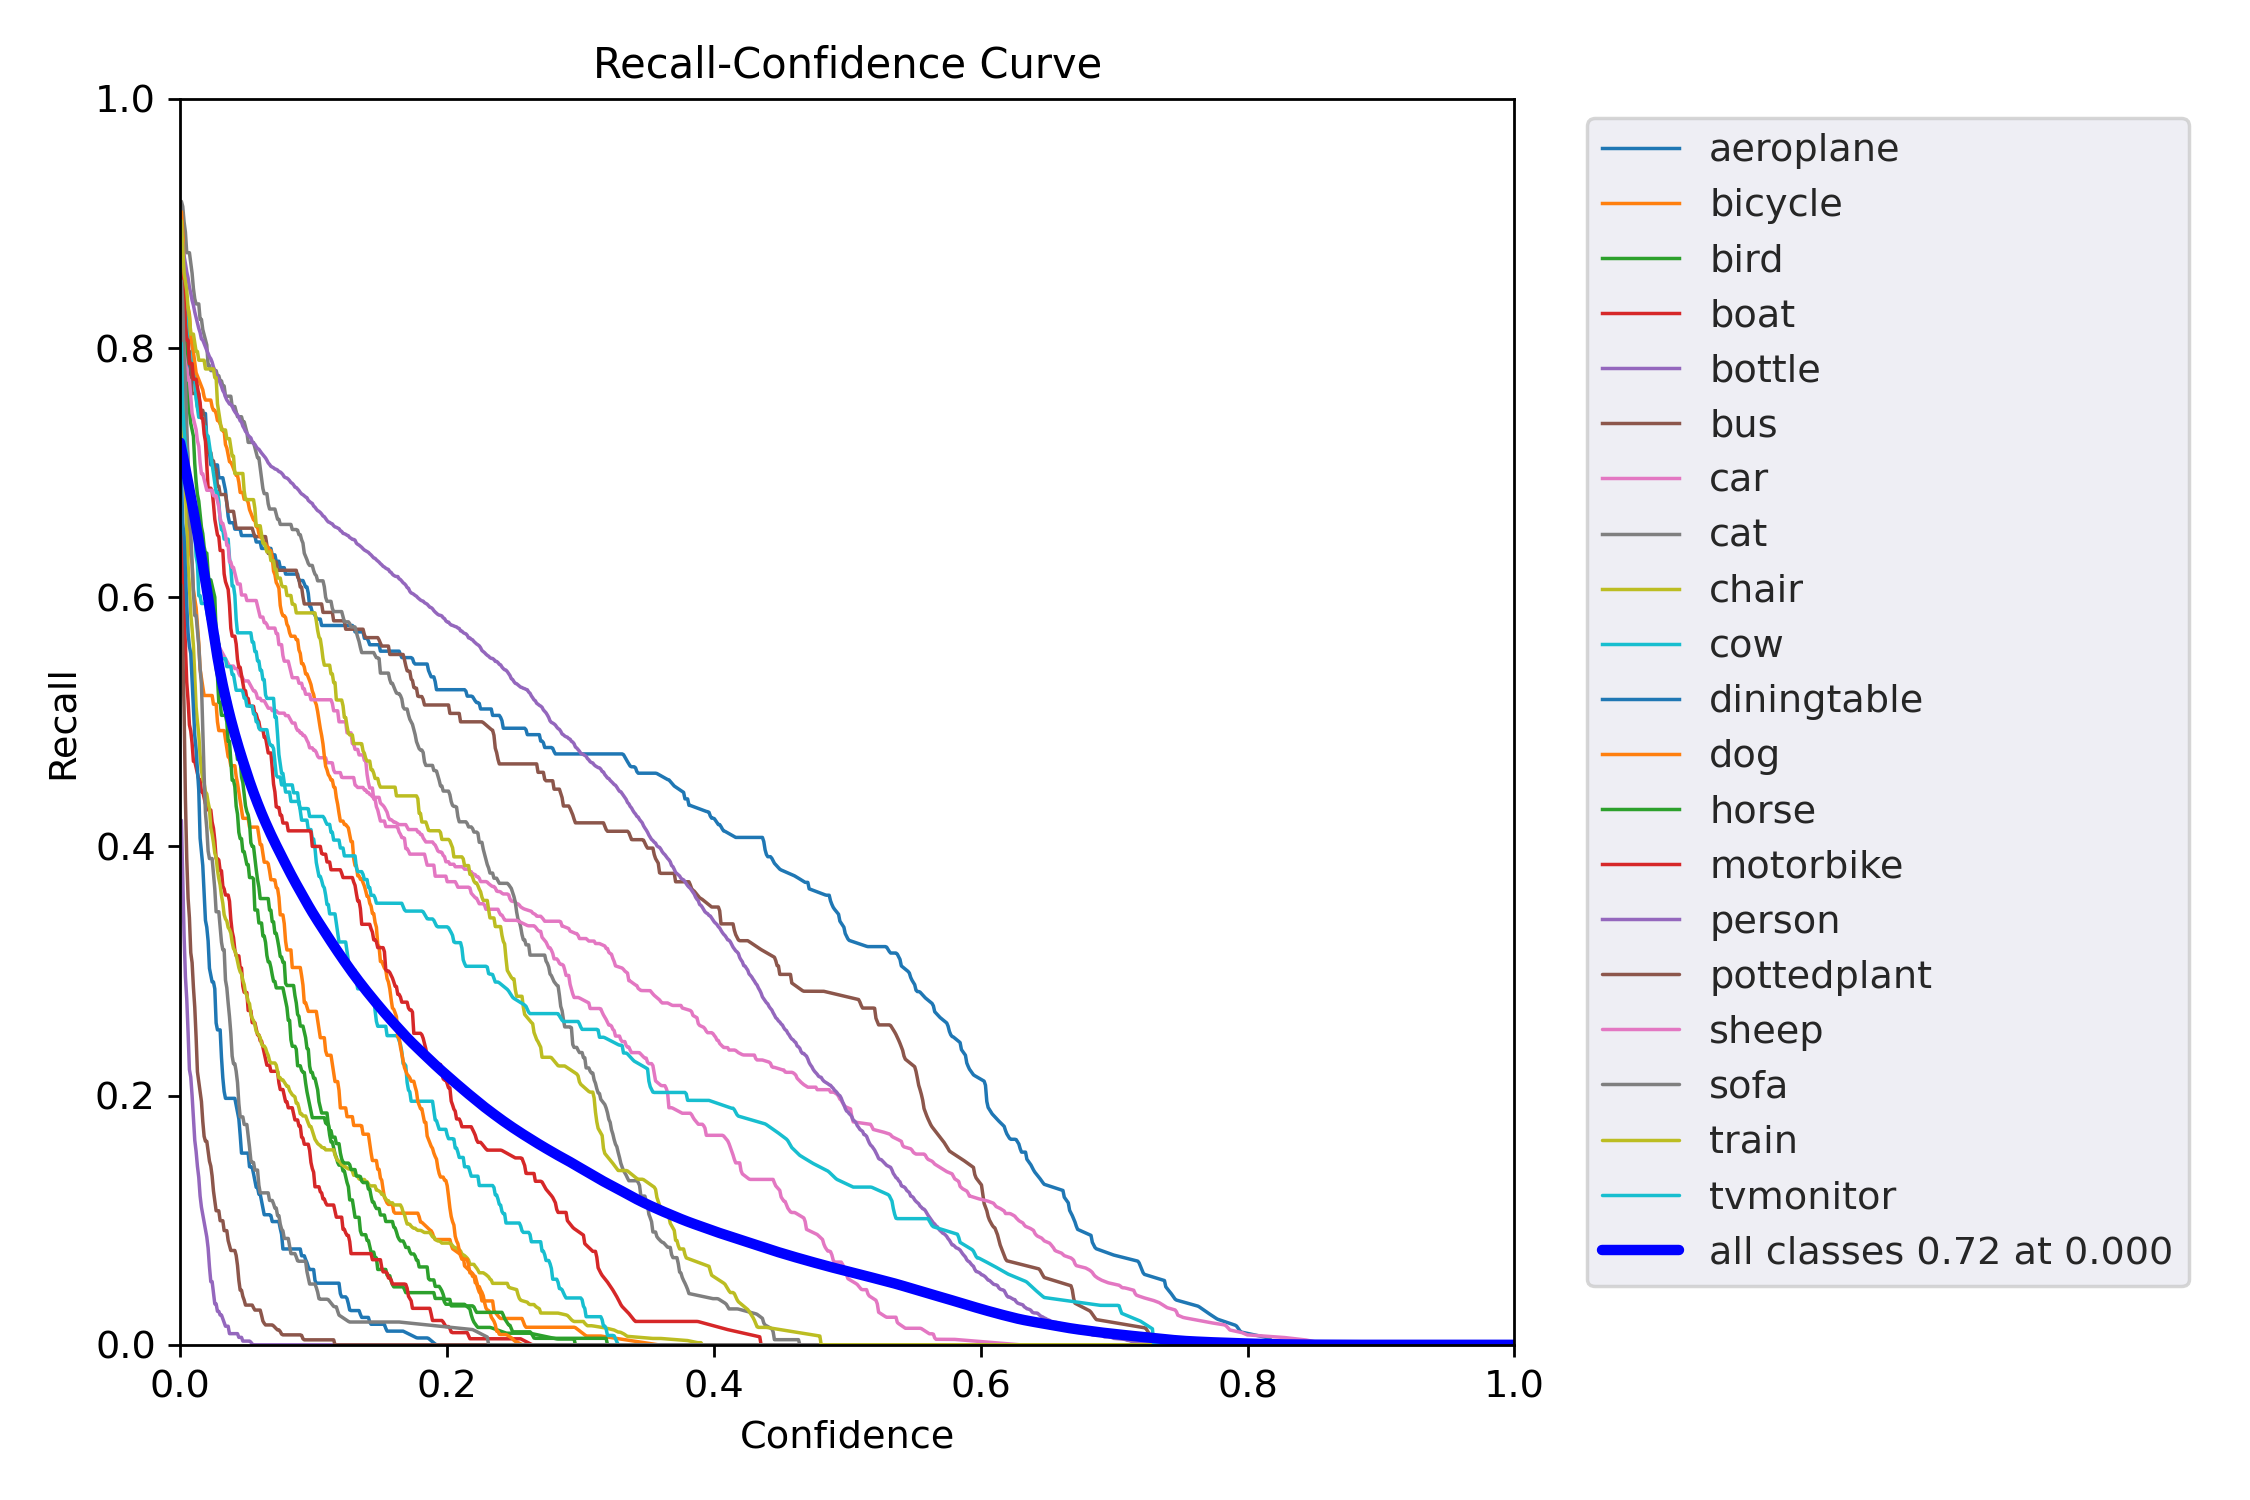 Recall-Confidence Curve
1.0
0.8
0.6
0.4
0.2
0.0
Recall
0.0 0.2 0.4 0.6 0.8 1.0
Confidence
aeroplane
bicycle
bird
boat
bottle
bus
car
cat
chair
cow
diningtable
dog
horse
motorbike
person
pottedplant
sheep
sofa
train
tvmonitor
all classes 0.72 at 0.000